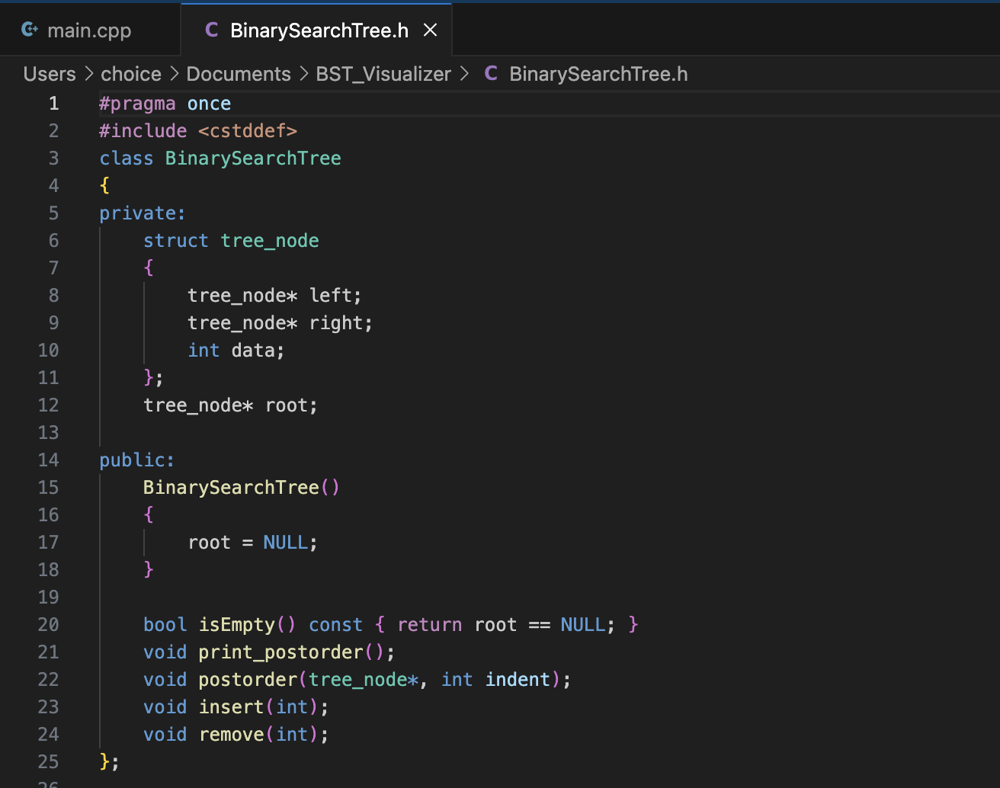 main.cpp
BinarySearchTree.h
Users > choice > Documents > BST_Visualizer > C BinarySearchTree.h
1 #pragma once
2 #include <cstddef>
3 class BinarySearchTree
4 {
5 private:
6     struct tree_node
7     {
8         tree_node* left;
9         tree_node* right;
10         int data;
11     };
12     tree_node* root;
13
14 public:
15     BinarySearchTree()
16     {
17         root = NULL;
18     }
19
20     bool isEmpty() const { return root == NULL; }
21     void print_postorder();
22     void postorder(tree_node*, int indent);
23     void insert(int);
24     void remove(int);
25 };
26